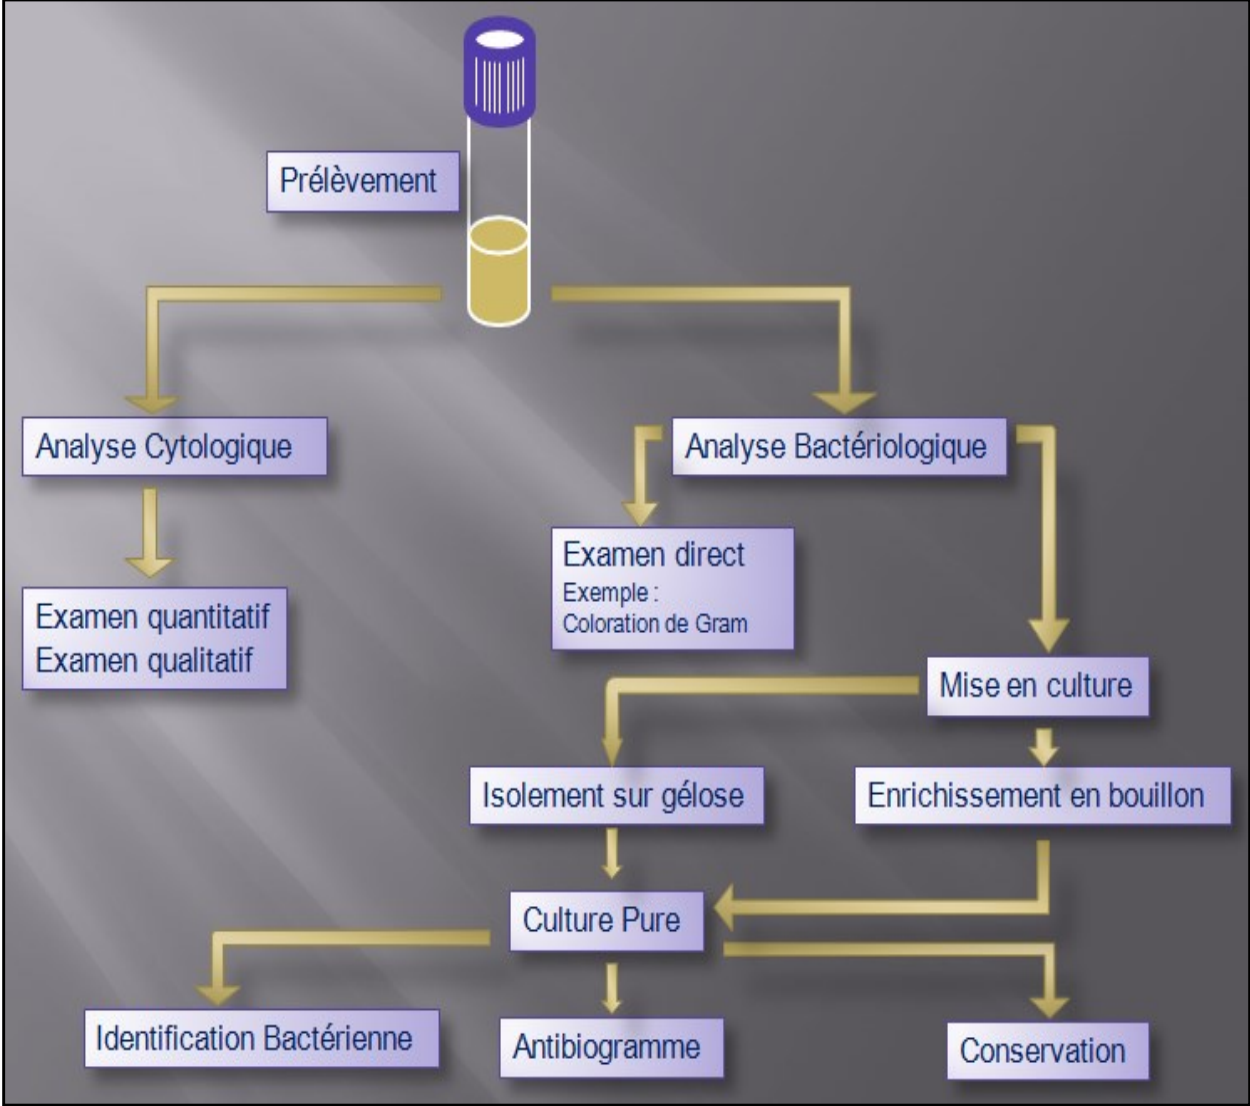 Prélèvement
Analyse Cytologique
Analyse Bactériologique
Examen direct
Exemple :
Coloration de Gram
Examen quantitatif
Examen qualitatif
Mise en culture
Isolement sur gélose
Enrichissement en bouillon
Culture Pure
Identification Bactérienne
Antibiogramme
Conservation